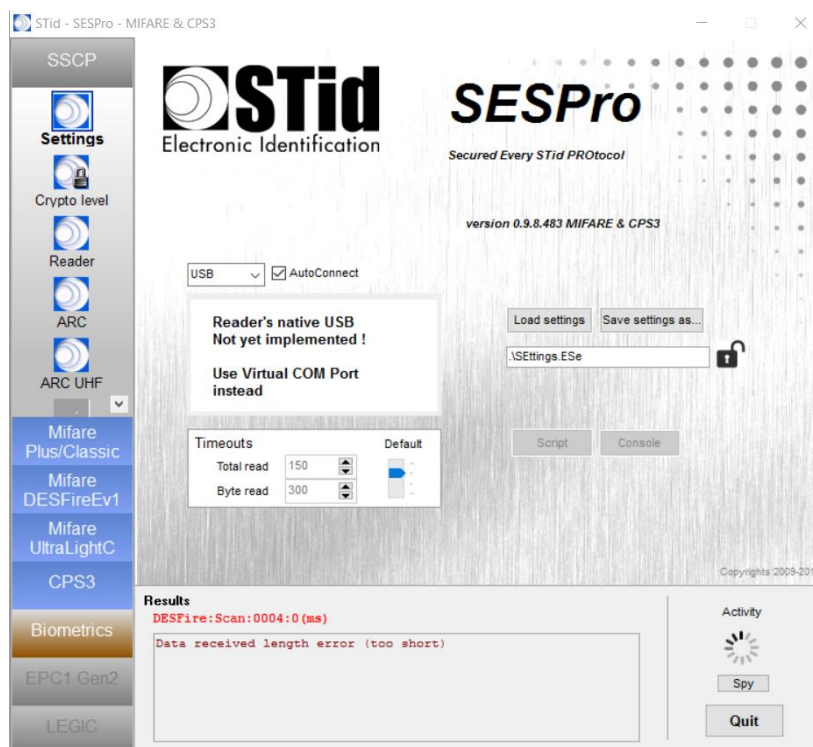 STid - SESPro - MIFARE & CPS3
SSCP
Settings
Crypto level
Reader
ARC
ARC UHF
Mifare
Plus/Classic
Mifare
DESFireEv1
Mifare
UltraLightC
CPS3
Biometrics
EPC1 Gen2
LEGIC
STid
Electronic Identification
SESPro
Secured Every STid PROtocol
version 0.9.8.483 MIFARE & CPS3
USB
AutoConnect
Reader's native USB
Not yet implemented !
Use Virtual COM Port
instead
Load settings
Save settings as...
.\SEttings.ESe
Timeouts
Default
Total read
150
Byte read
300
Script
Console
Copyrights 2009-201
Results
DESFire:Scan:0004:0(ms)
Data received length error (too short)
Activity
Spy
Quit